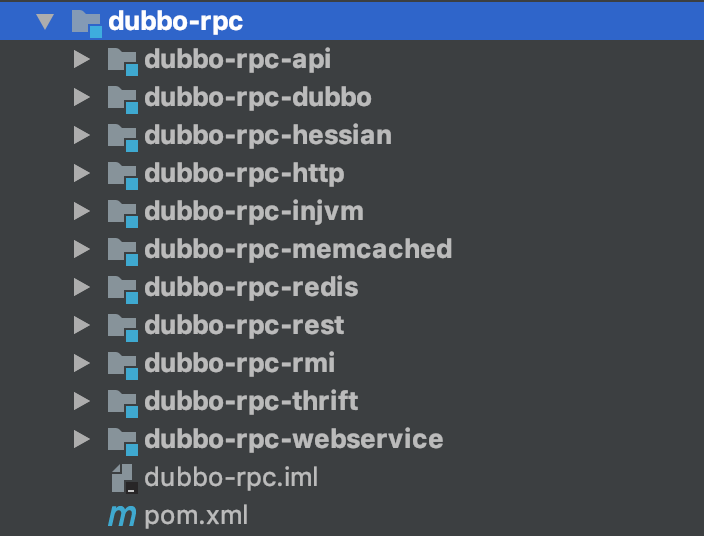 dubbo-rpc
dubbo-rpc-api
dubbo-rpc-dubbo
dubbo-rpc-hessian
dubbo-rpc-http
dubbo-rpc-injvm
dubbo-rpc-memcached
dubbo-rpc-redis
dubbo-rpc-rest
dubbo-rpc-rmi
dubbo-rpc-thrift
dubbo-rpc-webservice
dubbo-rpc.iml
pom.xml